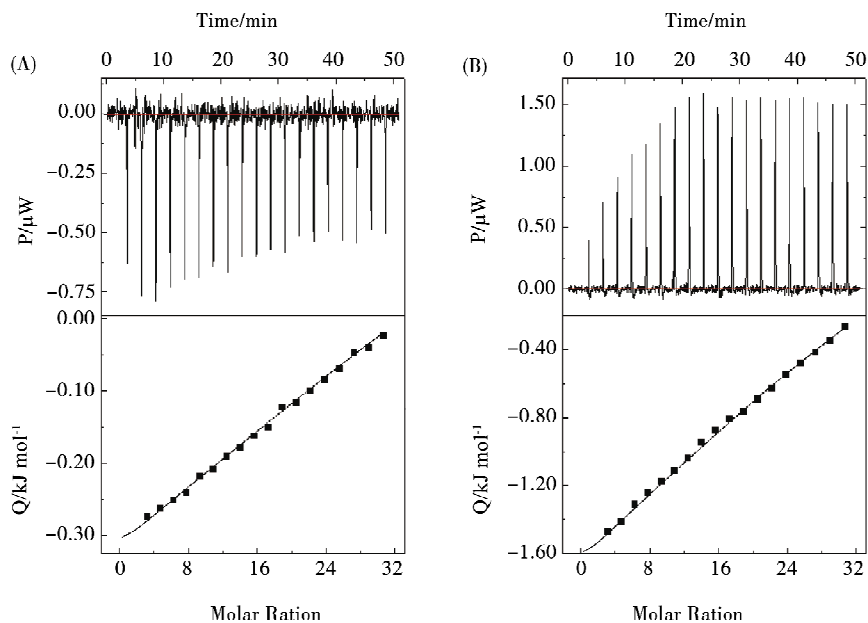 Time/min
Time/min
(A)
0 10 20 30 40 50
(B)
0 10 20 30 40 50
0.00
−0.25
−0.50
−0.75
P/μW
1.50
1.00
0.50
0.00
P/μW
0.00
−0.10
−0.20
−0.30
Q/kJ mol⁻¹
−0.40
−0.80
−1.20
−1.60
Q/kJ mol⁻¹
0 8 16 24 32
0 8 16 24 32
Molar Ration
Molar Ration